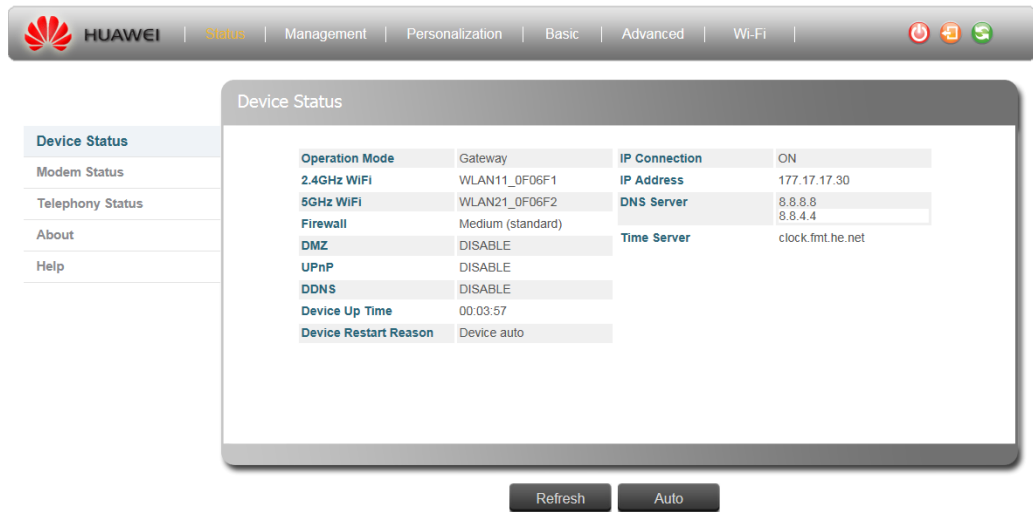 HUAWEI | Status | Management | Personalization | Basic | Advanced | Wi-Fi |
Device Status
Device Status
Modem Status
Telephony Status
About
Help
Operation Mode Gateway IP Connection ON
2.4GHz WiFi WLAN11_0F06F1 IP Address 177.17.17.30
5GHz WiFi WLAN21_0F06F2 DNS Server 8.8.8.8
8.8.4.4
Firewall Medium (standard)
Time Server clock.fmt.he.net
DMZ DISABLE
UPnP DISABLE
DDNS DISABLE
Device Up Time 00:03:57
Device Restart Reason Device auto
Refresh Auto